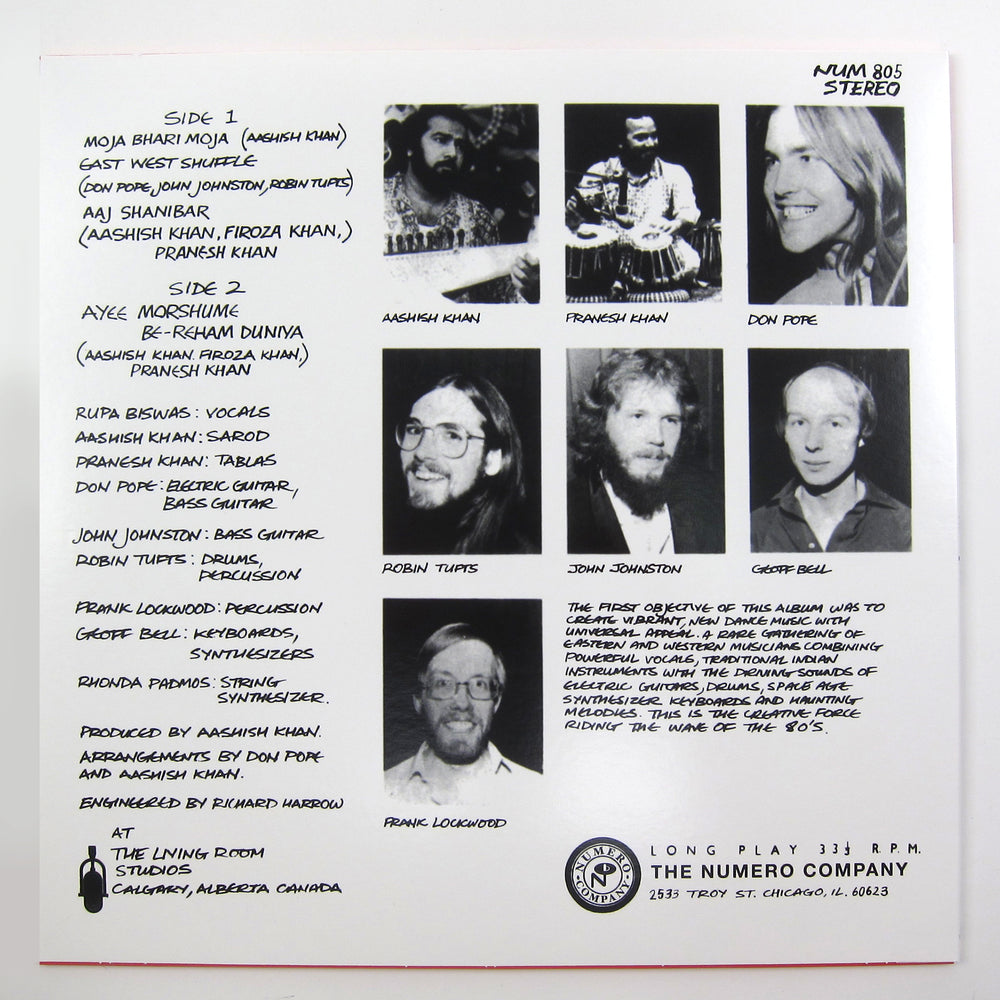 NUM 805
STEREO
SIDE 1
MOJA BHARI MOJA (AASHISH KHAN)
EAST WEST SHUFFLE
(DON POPE, JOHN JOHNSTON, ROBIN TUFTS)
AAJ SHANIBAR
(AASHISH KHAN, FIROZA KHAN,)
PRANESH KHAN
SIDE 2
AYEE MORSHUME
BE-REHAM DUNIYA
(AASHISH KHAN. FIROZA KHAN,)
PRANESH KHAN
RUPA BISWAS: VOCALS
AASHISH KHAN: SAROD
PRANESH KHAN: TABLAS
DON POPE: ELECTRIC GUITAR,
BASS GUITAR
JOHN JOHNSTON: BASS GUITAR
ROBIN TUFTS: DRUMS,
PERCUSSION
FRANK LOCKWOOD: PERCUSSION
GEOFF BELL: KEYBOARDS,
SYNTHESIZERS
RHONDA PADMOS: STRING
SYNTHESIZER.
PRODUCED BY AASHISH KHAN.
ARRANGEMENTS BY DON POPE
AND AASHISH KHAN.
ENGINEERED BY RICHARD HARROW
AT
THE LIVING ROOM
STUDIOS
CALGARY, ALBERTA CANADA
AASHISH KHAN
PRANESH KHAN
DON POPE
ROBIN TUFTS
JOHN JOHNSTON
GEOFF BELL
FRANK LOCKWOOD
THE FIRST OBJECTIVE OF THIS ALBUM WAS TO
CREATE VIBRANT, NEW DANCE MUSIC WITH
UNIVERSAL APPEAL. A RARE GATHERING OF
EASTERN AND WESTERN MUSICIANS COMBINING
POWERFUL VOCALS, TRADITIONAL INDIAN
INSTRUMENTS WITH THE DRIVING SOUNDS OF
ELECTRIC GUITARS, DRUMS, SPACE AGE
SYNTHESIZER KEYBOARDS AND HAUNTING
MELODIES. THIS IS THE CREATIVE FORCE
RIDING THE WAVE OF THE 80'S.
NUMERO
COMPANY
LONG PLAY 33⅓ R.P.M.
THE NUMERO COMPANY
2533 TROY ST. CHICAGO, IL. 60623